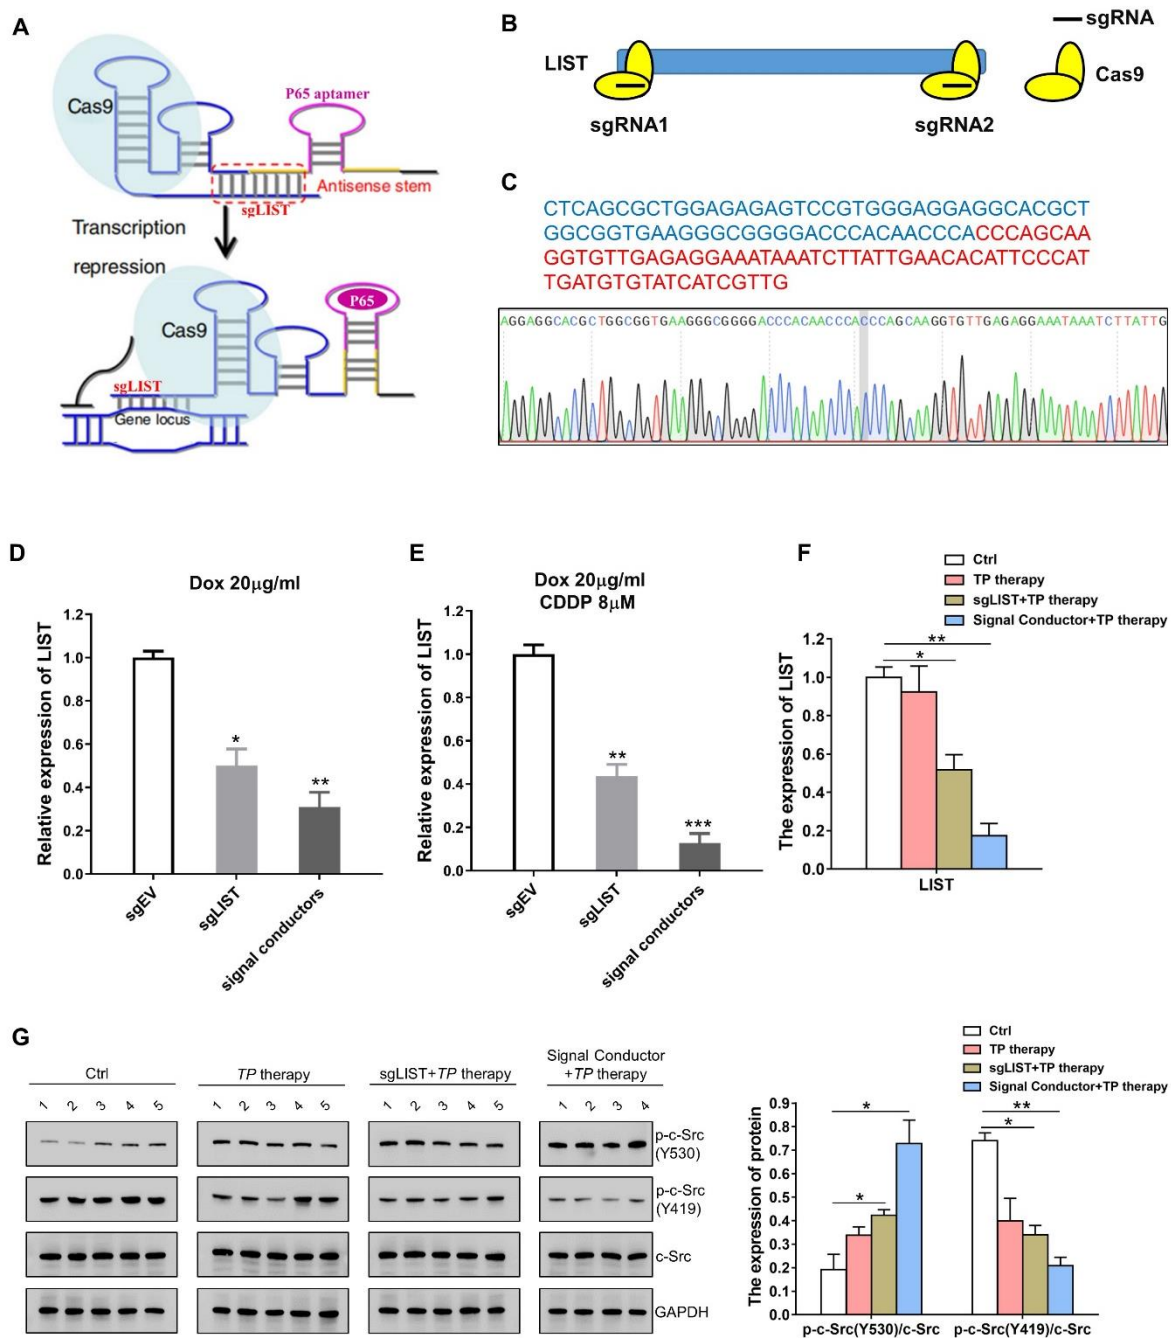 A
Cas9
P65 aptamer
Antisense stem
sgLIST
Transcription
repression
P65
Cas9
sgLIST
Gene locus
B
sgRNA
LIST
Cas9
sgRNA1
sgRNA2
C
CTCAGCGCTGGAGAGAGTCCGTGGGAGGAGGCACGCT
GGCGGTGAAGGGCGGGGACCCACAACCCACCCAGCAA
GGTGTTGAGAGGAAATAAATCTTATTGAACACATTCCCAT
TGATGTGTATCATCGTTG
AGGAGGCACGCTGGCGGTGAAGGGCGGGGACCCACAACCCACCCAGCAAGGTGTTGAGAGGAAATAAATCTTATTG
D
Dox 20μg/ml
Relative expression of LIST
1.2
1.0
0.8
0.6
0.4
0.2
0.0
*
**
sgEV
sgLIST
signal conductors
E
Dox 20μg/ml
CDDP 8μM
Relative expression of LIST
1.2
1.0
0.8
0.6
0.4
0.2
0.0
**
***
sgEV
sgLIST
signal conductors
F
Ctrl
TP therapy
sgLIST+TP therapy
Signal Conductor+TP therapy
The expression of LIST
1.2
1.0
0.8
0.6
0.4
0.2
0.0
**
*
LIST
G
Ctrl
TP therapy
sgLIST+TP therapy
Signal Conductor
+TP therapy
1 2 3 4 5
1 2 3 4 5
1 2 3 4 5
1 2 3 4
p-c-Src
(Y530)
p-c-Src
(Y419)
c-Src
GAPDH
Ctrl
TP therapy
sgLIST+TP therapy
Signal Conductor+TP therapy
The expression of protein
0.9
0.8
0.7
0.6
0.5
0.4
0.3
0.2
0.1
0.0
*
*
**
*
p-c-Src(Y530)/c-Src
p-c-Src(Y419)/c-Src